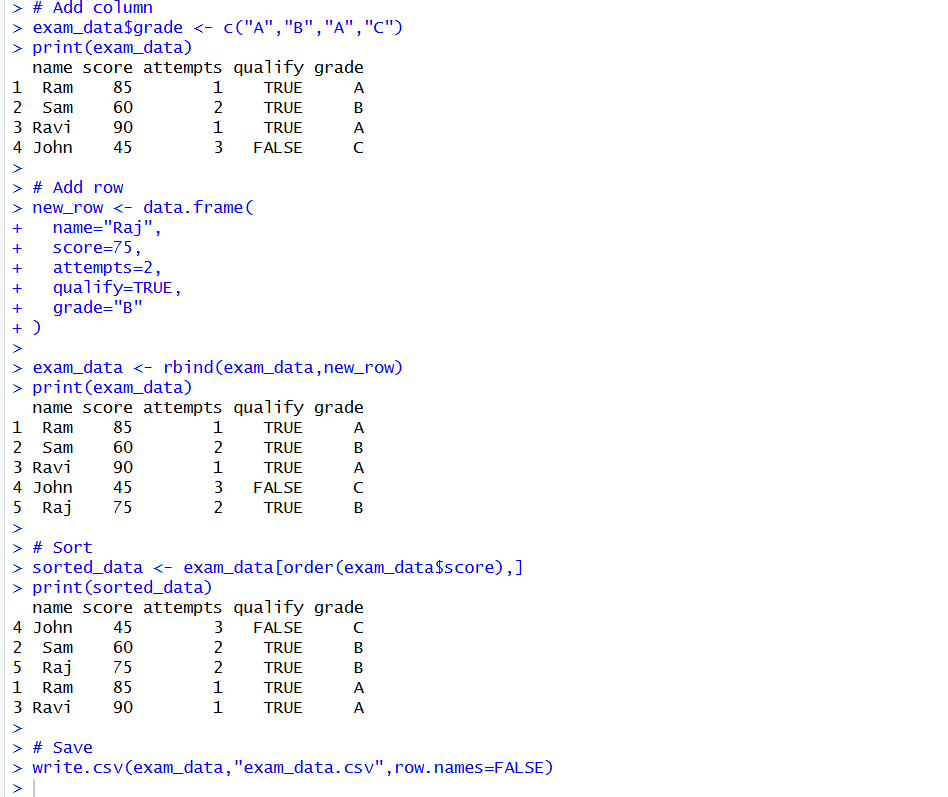 > # Add column
> exam_data$grade <- c("A","B","A","C")
> print(exam_data)
  name score attempts qualify grade
1  Ram    85        1    TRUE     A
2  Sam    60        2    TRUE     B
3 Ravi    90        1    TRUE     A
4 John    45        3   FALSE     C
>
> # Add row
> new_row <- data.frame(
+   name="Raj",
+   score=75,
+   attempts=2,
+   qualify=TRUE,
+   grade="B"
+ )
>
> exam_data <- rbind(exam_data,new_row)
> print(exam_data)
  name score attempts qualify grade
1  Ram    85        1    TRUE     A
2  Sam    60        2    TRUE     B
3 Ravi    90        1    TRUE     A
4 John    45        3   FALSE     C
5  Raj    75        2    TRUE     B
>
> # Sort
> sorted_data <- exam_data[order(exam_data$score),]
> print(sorted_data)
  name score attempts qualify grade
4 John    45        3   FALSE     C
2  Sam    60        2    TRUE     B
5  Raj    75        2    TRUE     B
1  Ram    85        1    TRUE     A
3 Ravi    90        1    TRUE     A
>
> # Save
> write.csv(exam_data,"exam_data.csv",row.names=FALSE)
>